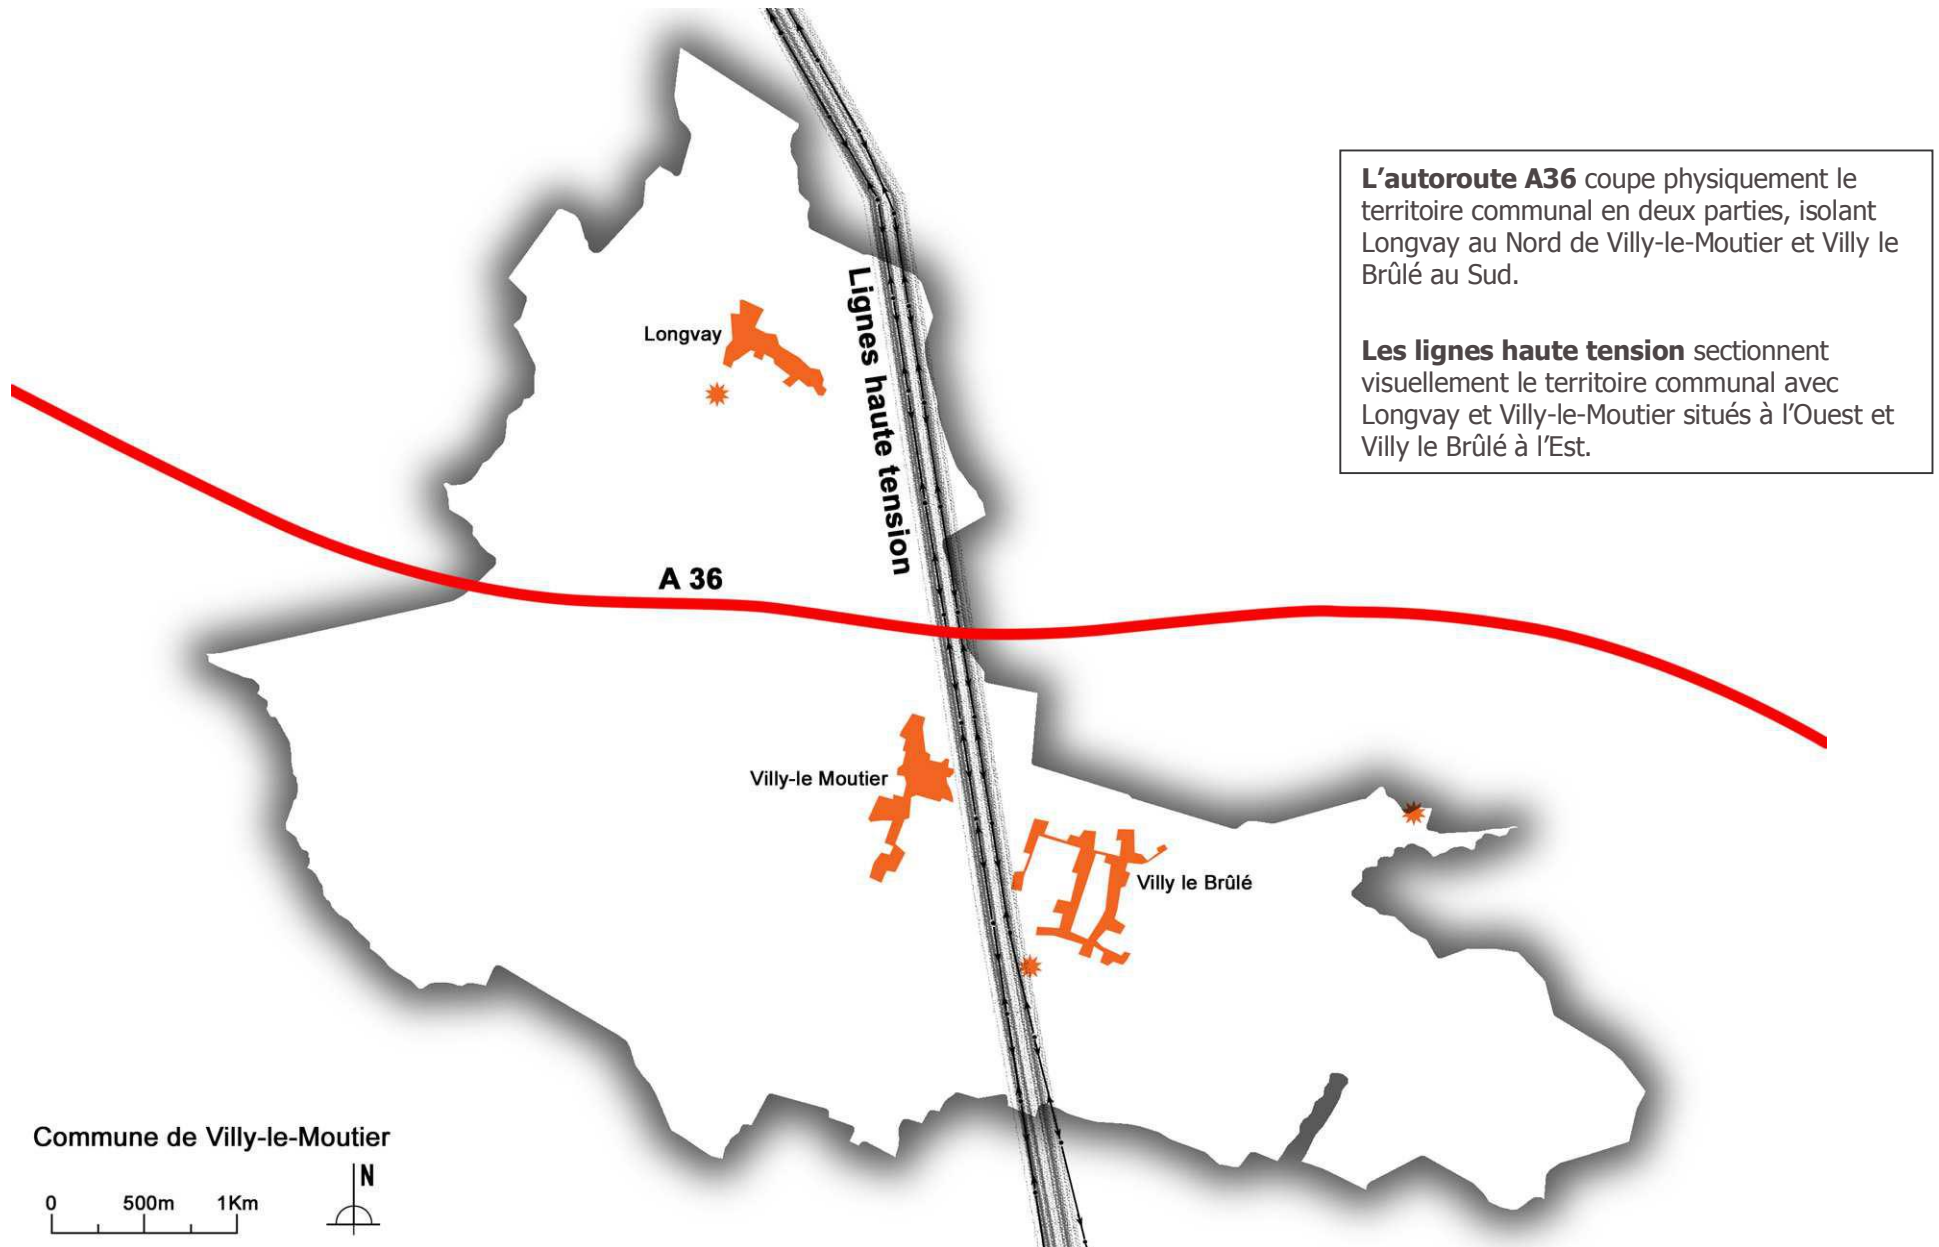 L'autoroute A36 coupe physiquement le
territoire communal en deux parties, isolant
Longvay au Nord de Villy-le-Moutier et Villy le
Brûlé au Sud.
Les lignes haute tension sectionnent
visuellement le territoire communal avec
Longvay et Villy-le-Moutier situés à l'Ouest et
Villy le Brûlé à l'Est.
Lignes haute tension
Longvay
A 36
Villy-le Moutier
Villy le Brûlé
Commune de Villy-le-Moutier
N
0 500m 1Km